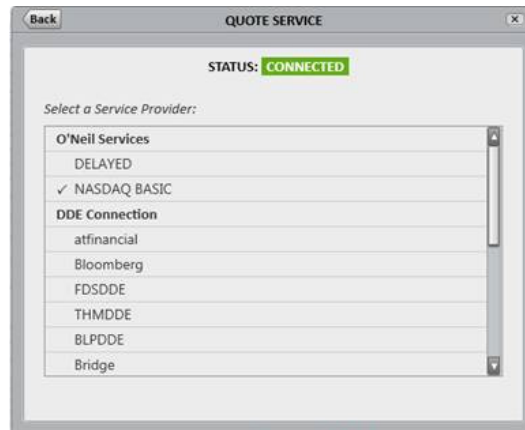 Back
QUOTE SERVICE
STATUS: CONNECTED
Select a Service Provider:
O'Neil Services
DELAYED
✓ NASDAQ BASIC
DDE Connection
atfinancial
Bloomberg
FDSDDE
THMDDE
BLPDDE
Bridge